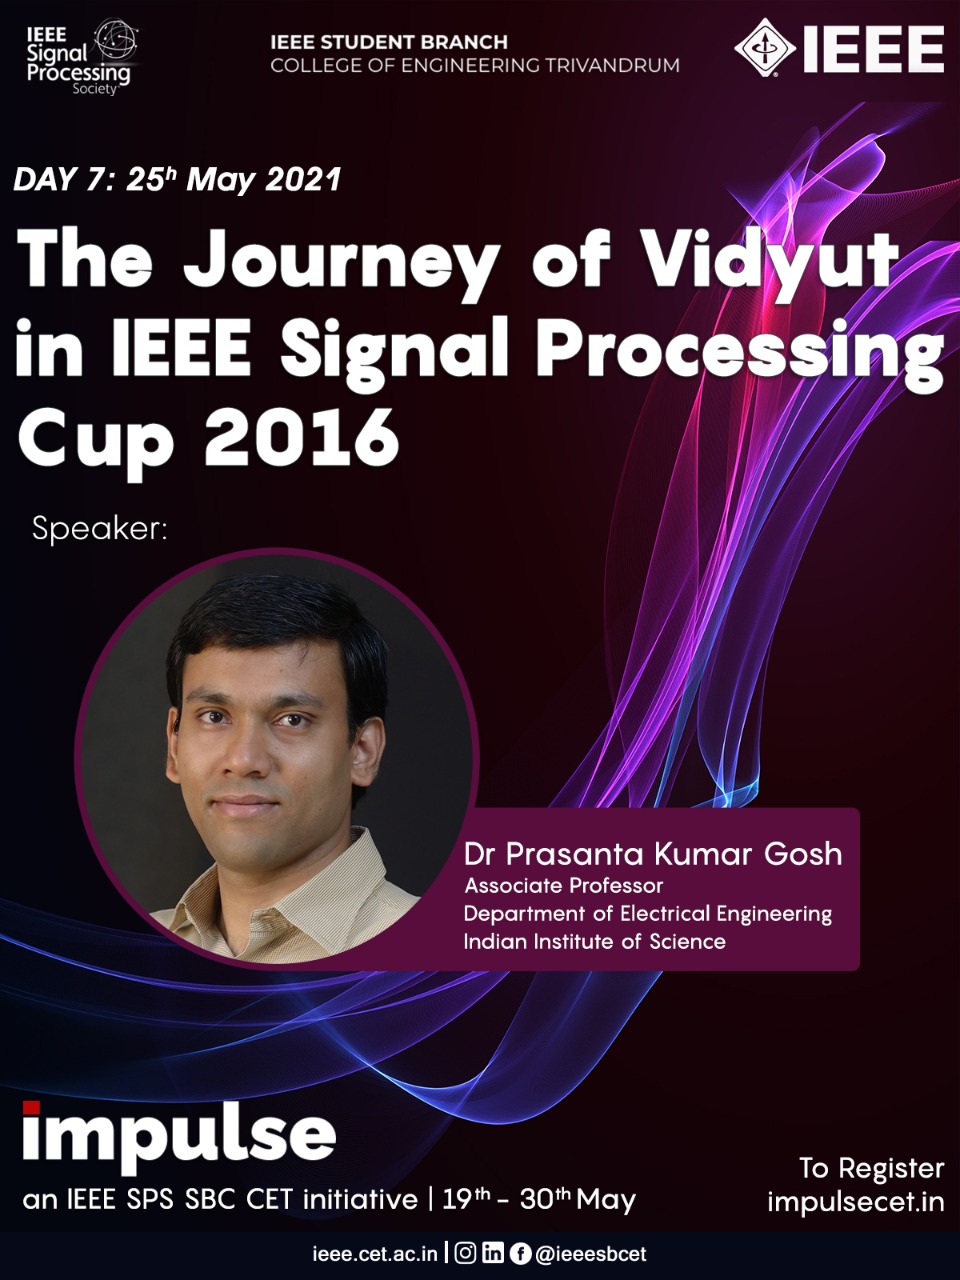 IEEE
Signal
Processing
Society
IEEE STUDENT BRANCH
COLLEGE OF ENGINEERING TRIVANDRUM
IEEE
DAY 7: 25h May 2021
The Journey of Vidyut
in IEEE Signal Processing
Cup 2016
Speaker:
Dr Prasanta Kumar Gosh
Associate Professor
Department of Electrical Engineering
Indian Institute of Science
impulse
an IEEE SPS SBC CET initiative | 19th - 30th May
To Register
impulsecet.in
ieee.cet.ac.in | @ieeesbcet